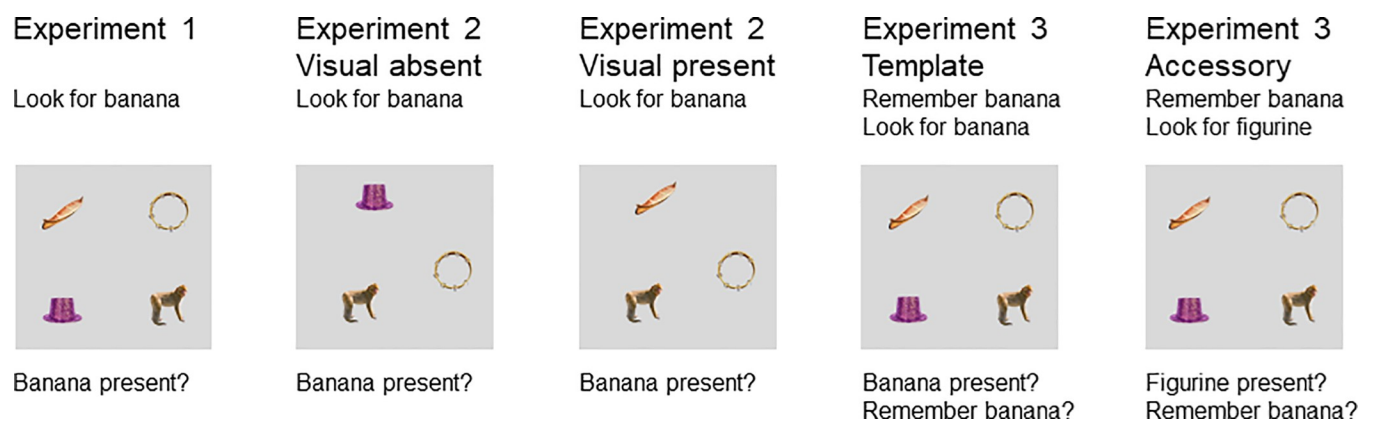 Experiment 1
Look for banana
Banana present?
Experiment 2
Visual absent
Look for banana
Banana present?
Experiment 2
Visual present
Look for banana
Banana present?
Experiment 3
Template
Remember banana
Look for banana
Banana present?
Remember banana?
Experiment 3
Accessory
Remember banana
Look for figurine
Figurine present?
Remember banana?